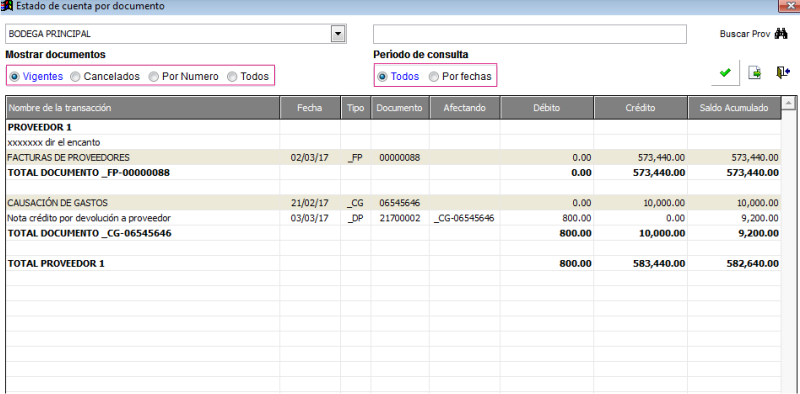 Estado de cuenta por documento
BODEGA PRINCIPAL Buscar Prov
Mostrar documentos Periodo de consulta
Vigentes Cancelados Por Numero Todos Todos Por fechas
Nombre de la transacción Fecha Tipo Documento Afectando Débito Crédito Saldo Acumulado
PROVEEDOR 1
xxxxxxx dir el encanto
FACTURAS DE PROVEEDORES 02/03/17 _FP 00000088 0.00 573,440.00 573,440.00
TOTAL DOCUMENTO _FP-00000088 0.00 573,440.00 573,440.00
CAUSACIÓN DE GASTOS 21/02/17 _CG 06545646 0.00 10,000.00 10,000.00
Nota crédito por devolución a proveedor 03/03/17 _DP 21700002 _CG-06545646 800.00 0.00 9,200.00
TOTAL DOCUMENTO _CG-06545646 800.00 10,000.00 9,200.00
TOTAL PROVEEDOR 1 800.00 583,440.00 582,640.00